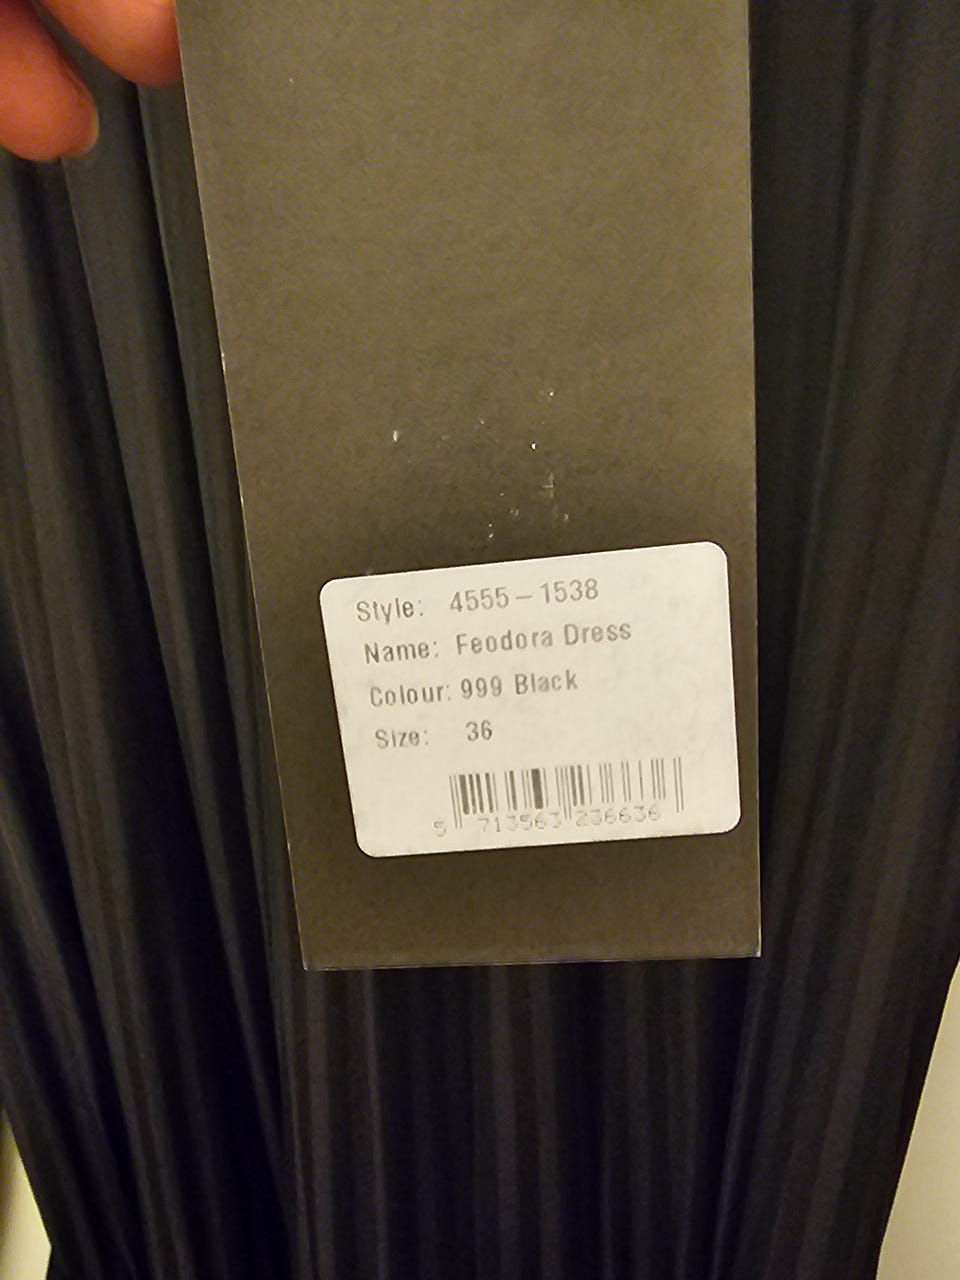 Style: 4555-1538
Name: Feodora Dress
Colour: 999 Black
Size: 36
5 713563 236636